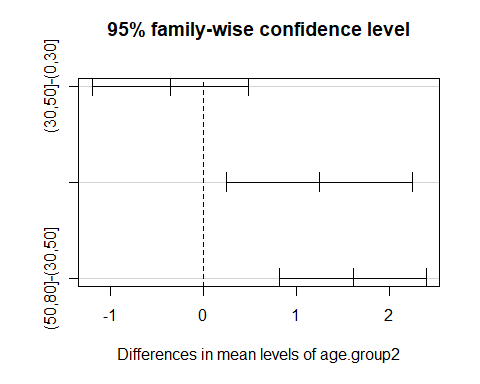 95% family-wise confidence level
(30,50]-(0,30]
(50,80]-(30,50]
-1 0 1 2
Differences in mean levels of age.group2